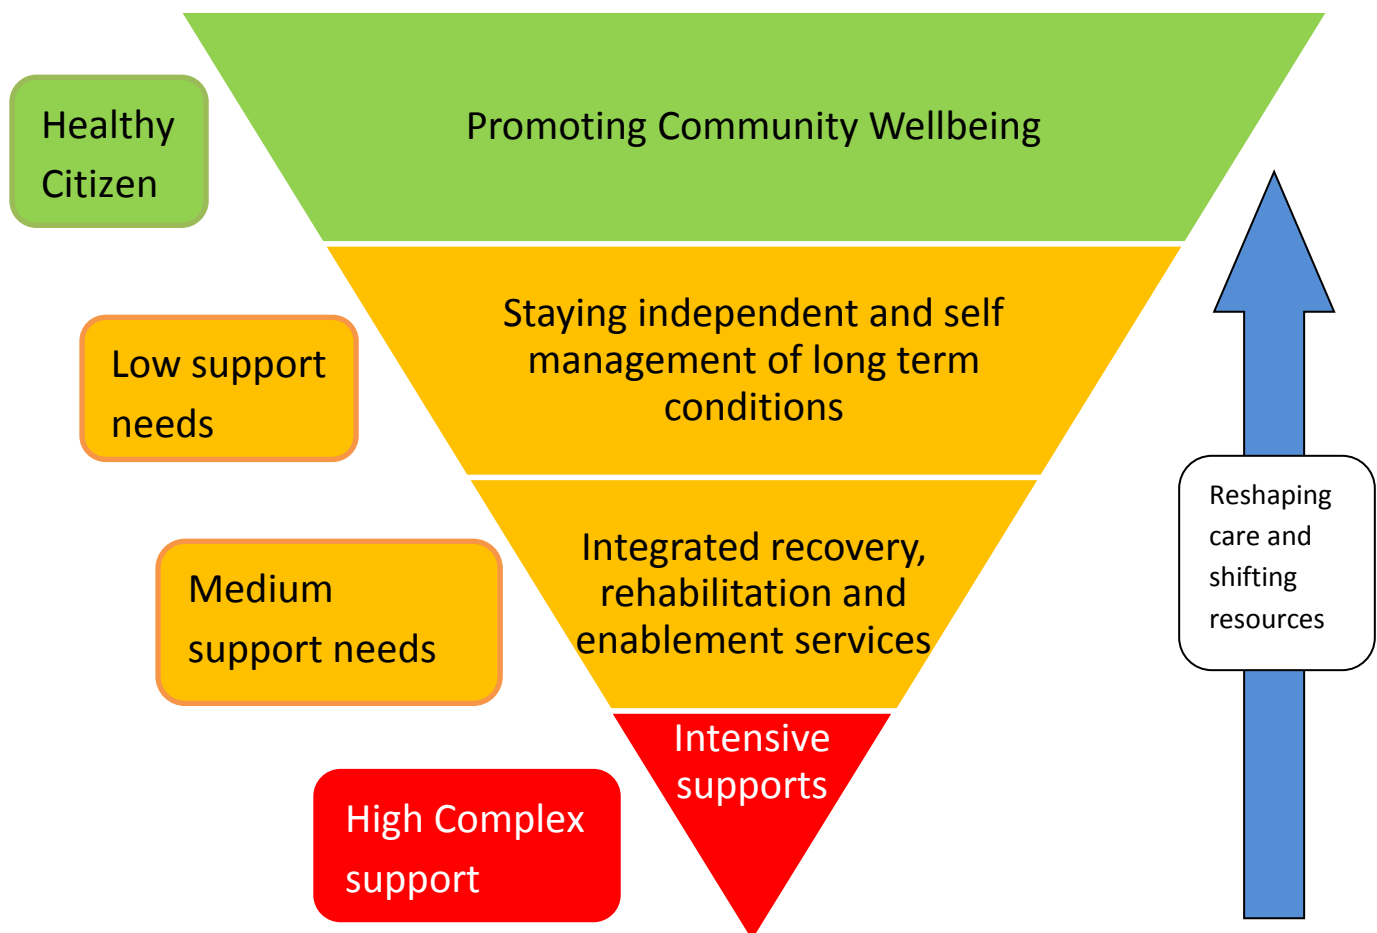 Healthy
Citizen
Promoting Community Wellbeing
Low support
needs
Staying independent and self
management of long term
conditions
Medium
support needs
Integrated recovery,
rehabilitation and
enablement services
High Complex
support
Intensive
supports
Reshaping
care and
shifting
resources